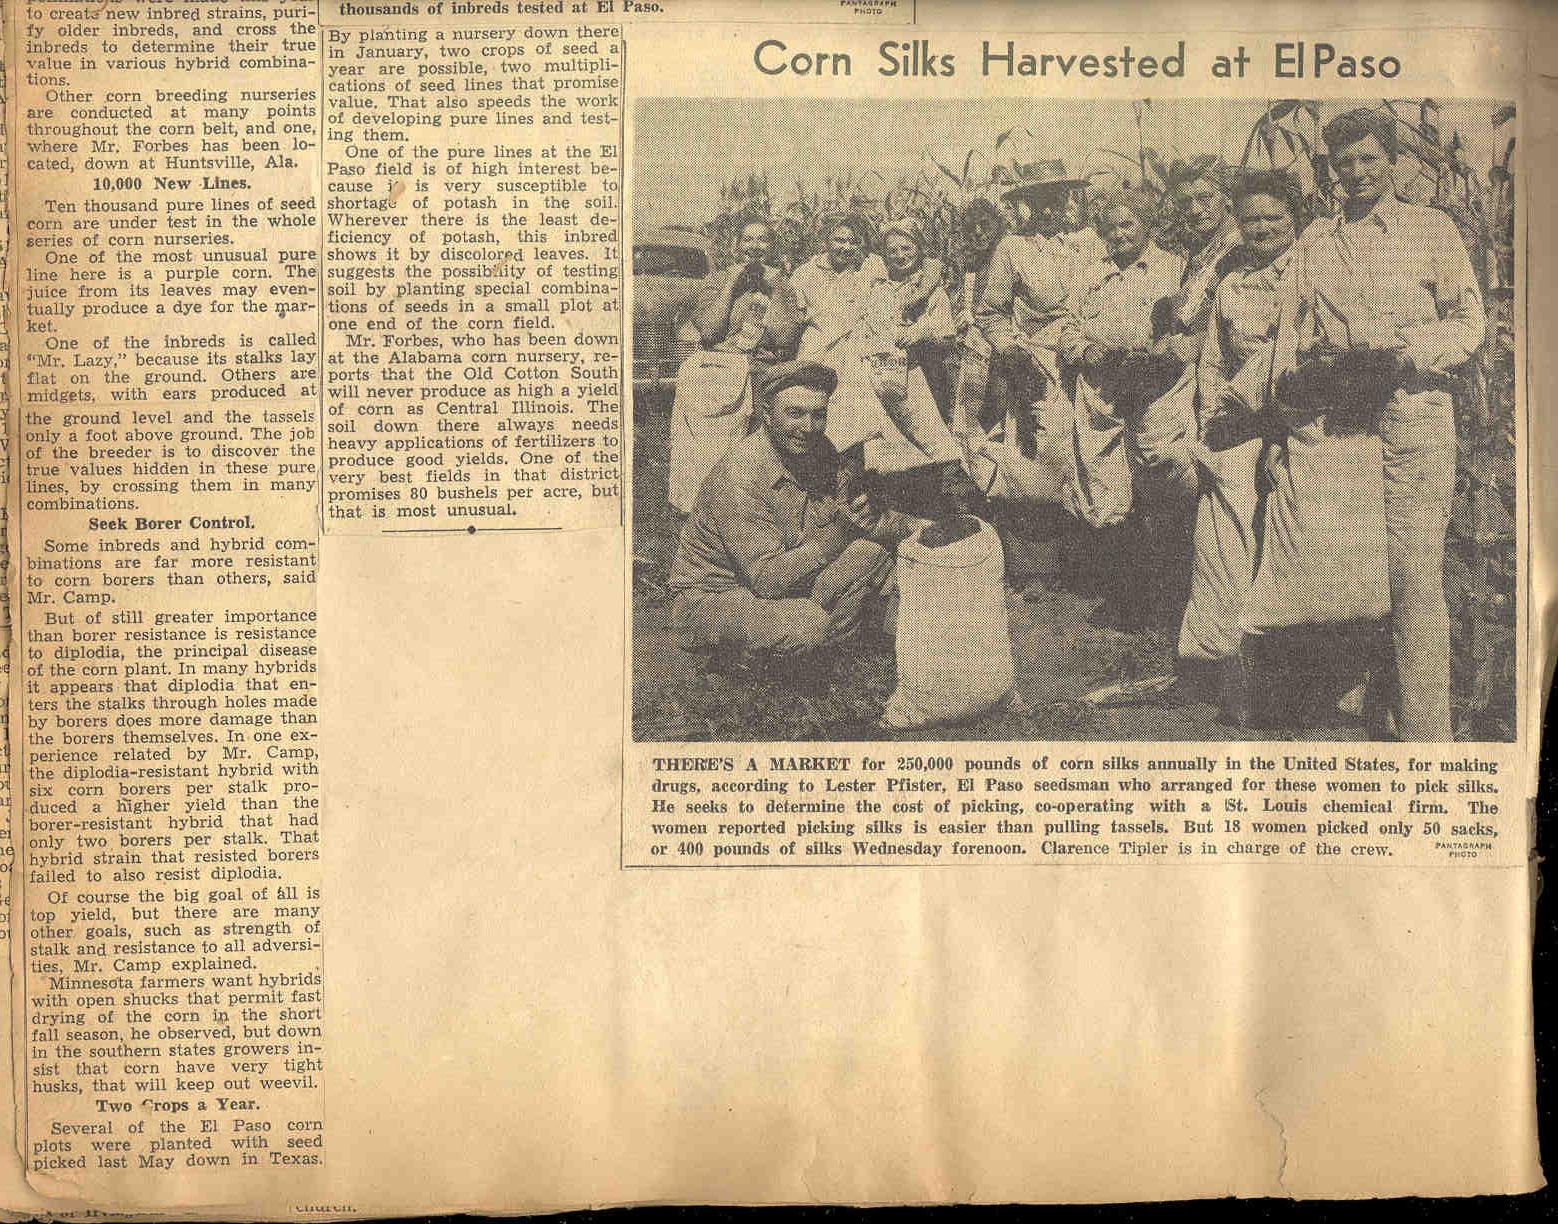 to create new inbred strains, puri-
fy older inbreds, and cross the
inbreds to determine their true
value in various hybrid combina-
tions.
Other corn breeding nurseries
are conducted at many points
throughout the corn belt, and one,
where Mr. Forbes has been lo-
cated, down at Huntsville, Ala.
10,000 New Lines.
Ten thousand pure lines of seed
corn are under test in the whole
series of corn nurseries.
One of the most unusual pure
line here is a purple corn. The
juice from its leaves may even-
tually produce a dye for the mar-
ket.
One of the inbreds is called
"Mr. Lazy," because its stalks lay
flat on the ground. Others are
midgets, with ears produced at
the ground level and the tassels
only a foot above ground. The job
of the breeder is to discover the
true values hidden in these pure
lines, by crossing them in many
combinations.
Seek Borer Control.
Some inbreds and hybrid com-
binations are far more resistant
to corn borers than others, said
Mr. Camp.
But of still greater importance
than borer resistance is resistance
to diplodia, the principal disease
of the corn plant. In many hybrids
it appears that diplodia that en-
ters the stalks through holes made
by borers does more damage than
the borers themselves. In one ex-
perience related by Mr. Camp,
the diplodia-resistant hybrid with
six corn borers per stalk pro-
duced a higher yield than the
borer-resistant hybrid that had
only two borers per stalk. That
hybrid strain that resisted borers
failed to also resist diplodia.
Of course the big goal of all is
top yield, but there are many
other goals, such as strength of
stalk and resistance to all adversi-
ties, Mr. Camp explained.
Minnesota farmers want hybrids
with open shucks that permit fast
drying of the corn in the short
fall season, he observed, but down
in the southern states growers in-
sist that corn have very tight
husks, that will keep out weevil.
Two Crops a Year.
Several of the El Paso corn
plots were planted with seed
picked last May down in Texas.
thousands of inbreds tested at El Paso.
PANTAGRAPH
PHOTO
By planting a nursery down there
in January, two crops of seed a
year are possible, two multipli-
cations of seed lines that promise
value. That also speeds the work
of developing pure lines and test-
ing them.
One of the pure lines at the El
Paso field is of high interest be-
cause is very susceptible to
shortage of potash in the soil.
Wherever there is the least de-
ficiency of potash, this inbred
shows it by discolored leaves. It
suggests the possibility of testing
soil by planting special combina-
tions of seeds in a small plot at
one end of the corn field.
Mr. Forbes, who has been down
at the Alabama corn nursery, re-
ports that the Old Cotton South
will never produce as high a yield
of corn as Central Illinois. The
soil down there always needs
heavy applications of fertilizers to
produce good yields. One of the
very best fields in that district
promises 80 bushels per acre, but
that is most unusual.
Corn Silks Harvested at El Paso
THERE'S A MARKET for 250,000 pounds of corn silks annually in the United States, for making
drugs, according to Lester Pfister, El Paso seedsman who arranged for these women to pick silks.
He seeks to determine the cost of picking, co-operating with a St. Louis chemical firm. The
women reported picking silks is easier than pulling tassels. But 18 women picked only 50 sacks,
or 400 pounds of silks Wednesday forenoon. Clarence Tipler is in charge of the crew.
PANTAGRAPH
PHOTO
church.